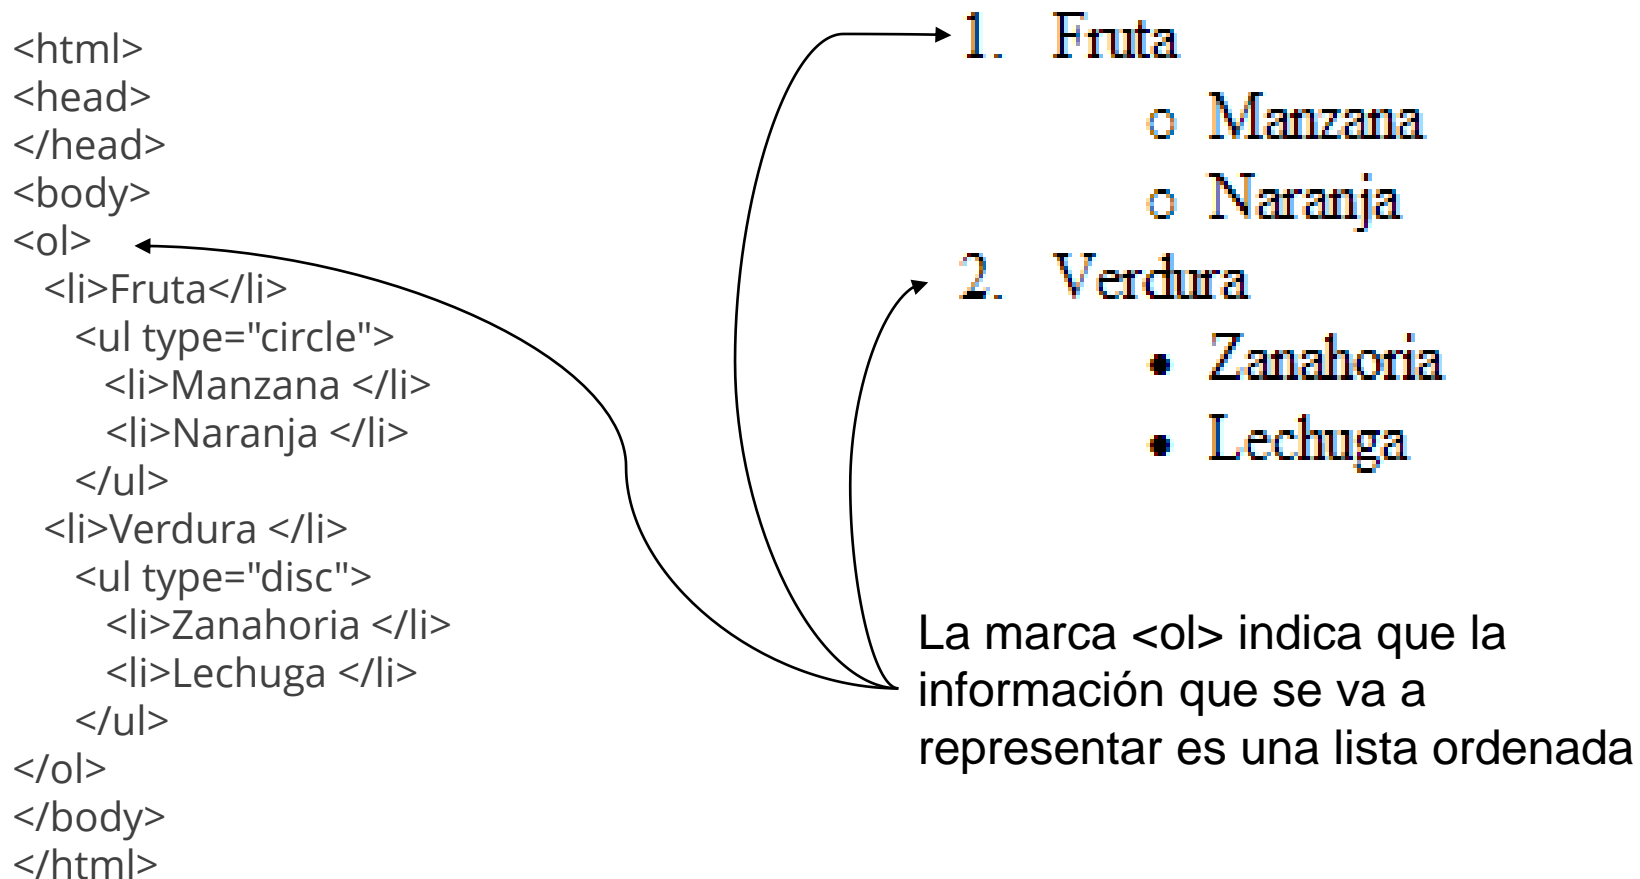 <html>
<head>
</head>
<body>
<ol>
<li>Fruta</li>
<ul type="circle">
<li>Manzana </li>
<li>Naranja </li>
</ul>
<li>Verdura </li>
<ul type="disc">
<li>Zanahoria </li>
<li>Lechuga </li>
</ul>
</ol>
</body>
</html>
1. Fruta
○ Manzana
○ Naranja
2. Verdura
• Zanahoria
• Lechuga
La marca <ol> indica que la
información que se va a
representar es una lista ordenada